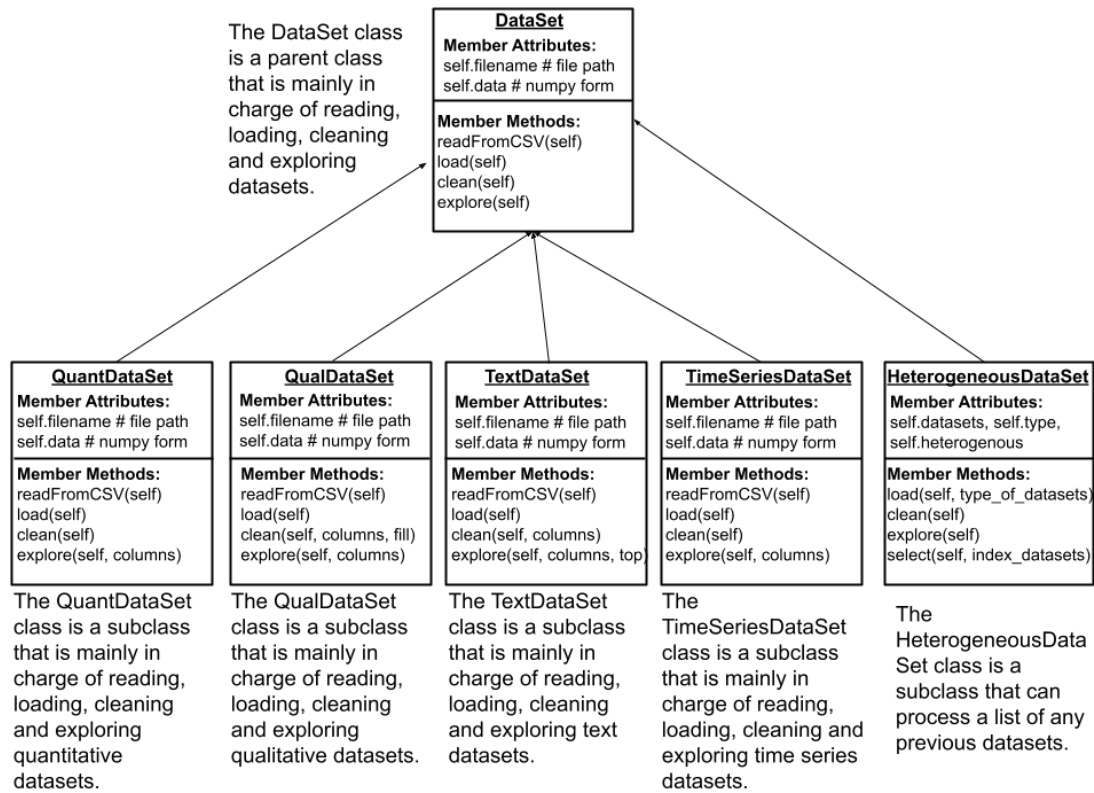 The DataSet class
is a parent class
that is mainly in
charge of reading,
loading, cleaning
and exploring
datasets.
DataSet
Member Attributes:
self.filename # file path
self.data # numpy form
Member Methods:
readFromCSV(self)
load(self)
clean(self)
explore(self)
QuantDataSet
Member Attributes:
self.filename # file path
self.data # numpy form
Member Methods:
readFromCSV(self)
load(self)
clean(self)
explore(self, columns)
The QuantDataSet
class is a subclass
that is mainly in
charge of reading,
loading, cleaning
and exploring
quantitative
datasets.
QualDataSet
Member Attributes:
self.filename # file path
self.data # numpy form
Member Methods:
readFromCSV(self)
load(self)
clean(self, columns, fill)
explore(self, columns)
The QualDataSet
class is a subclass
that is mainly in
charge of reading,
loading, cleaning
and exploring
qualitative datasets.
TextDataSet
Member Attributes:
self.filename # file path
self.data # numpy form
Member Methods:
readFromCSV(self)
load(self)
clean(self, columns)
explore(self, columns, top)
The TextDataSet
class is a subclass
that is mainly in
charge of reading,
loading, cleaning
and exploring text
datasets.
TimeSeriesDataSet
Member Attributes:
self.filename # file path
self.data # numpy form
Member Methods:
readFromCSV(self)
load(self)
clean(self)
explore(self, columns)
The
TimeSeriesDataSet
class is a subclass
that is mainly in
charge of reading,
loading, cleaning and
exploring time series
datasets.
HeterogeneousDataSet
Member Attributes:
self.datasets, self.type,
self.heterogenous
Member Methods:
load(self, type_of_datasets)
clean(self)
explore(self)
select(self, index_datasets)
The
HeterogeneousData
Set class is a
subclass that can
process a list of any
previous datasets.